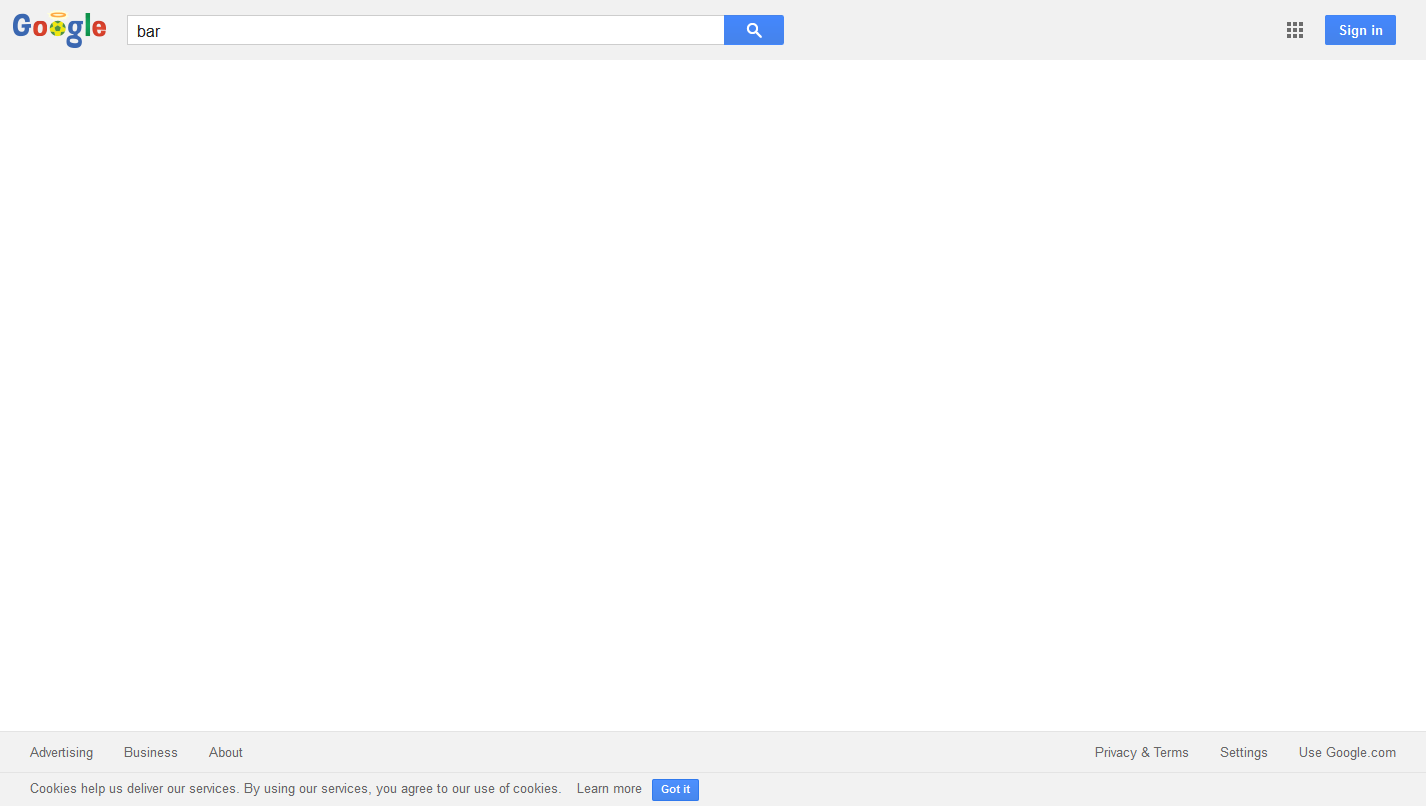 Google bar Sign in
Advertising Business About Privacy & Terms Settings Use Google.com
Cookies help us deliver our services. By using our services, you agree to our use of cookies. Learn more Got it